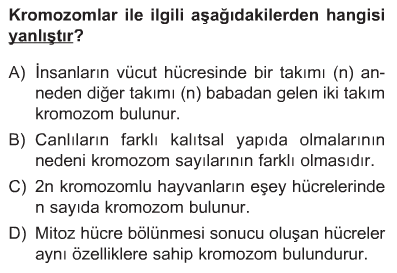 Kromozomlar ile ilgili aşağıdakilerden hangisi
yanlıştır?
A) İnsanların vücut hücresinde bir takımı (n) an-
neden diğer takımı (n) babadan gelen iki takım
kromozom bulunur.
B) Canlıların farklı kalıtsal yapıda olmalarının
nedeni kromozom sayılarının farklı olmasıdır.
C) 2n kromozomlu hayvanların eşey hücrelerinde
n sayıda kromozom bulunur.
D) Mitoz hücre bölünmesi sonucu oluşan hücreler
aynı özelliklere sahip kromozom bulundurur.